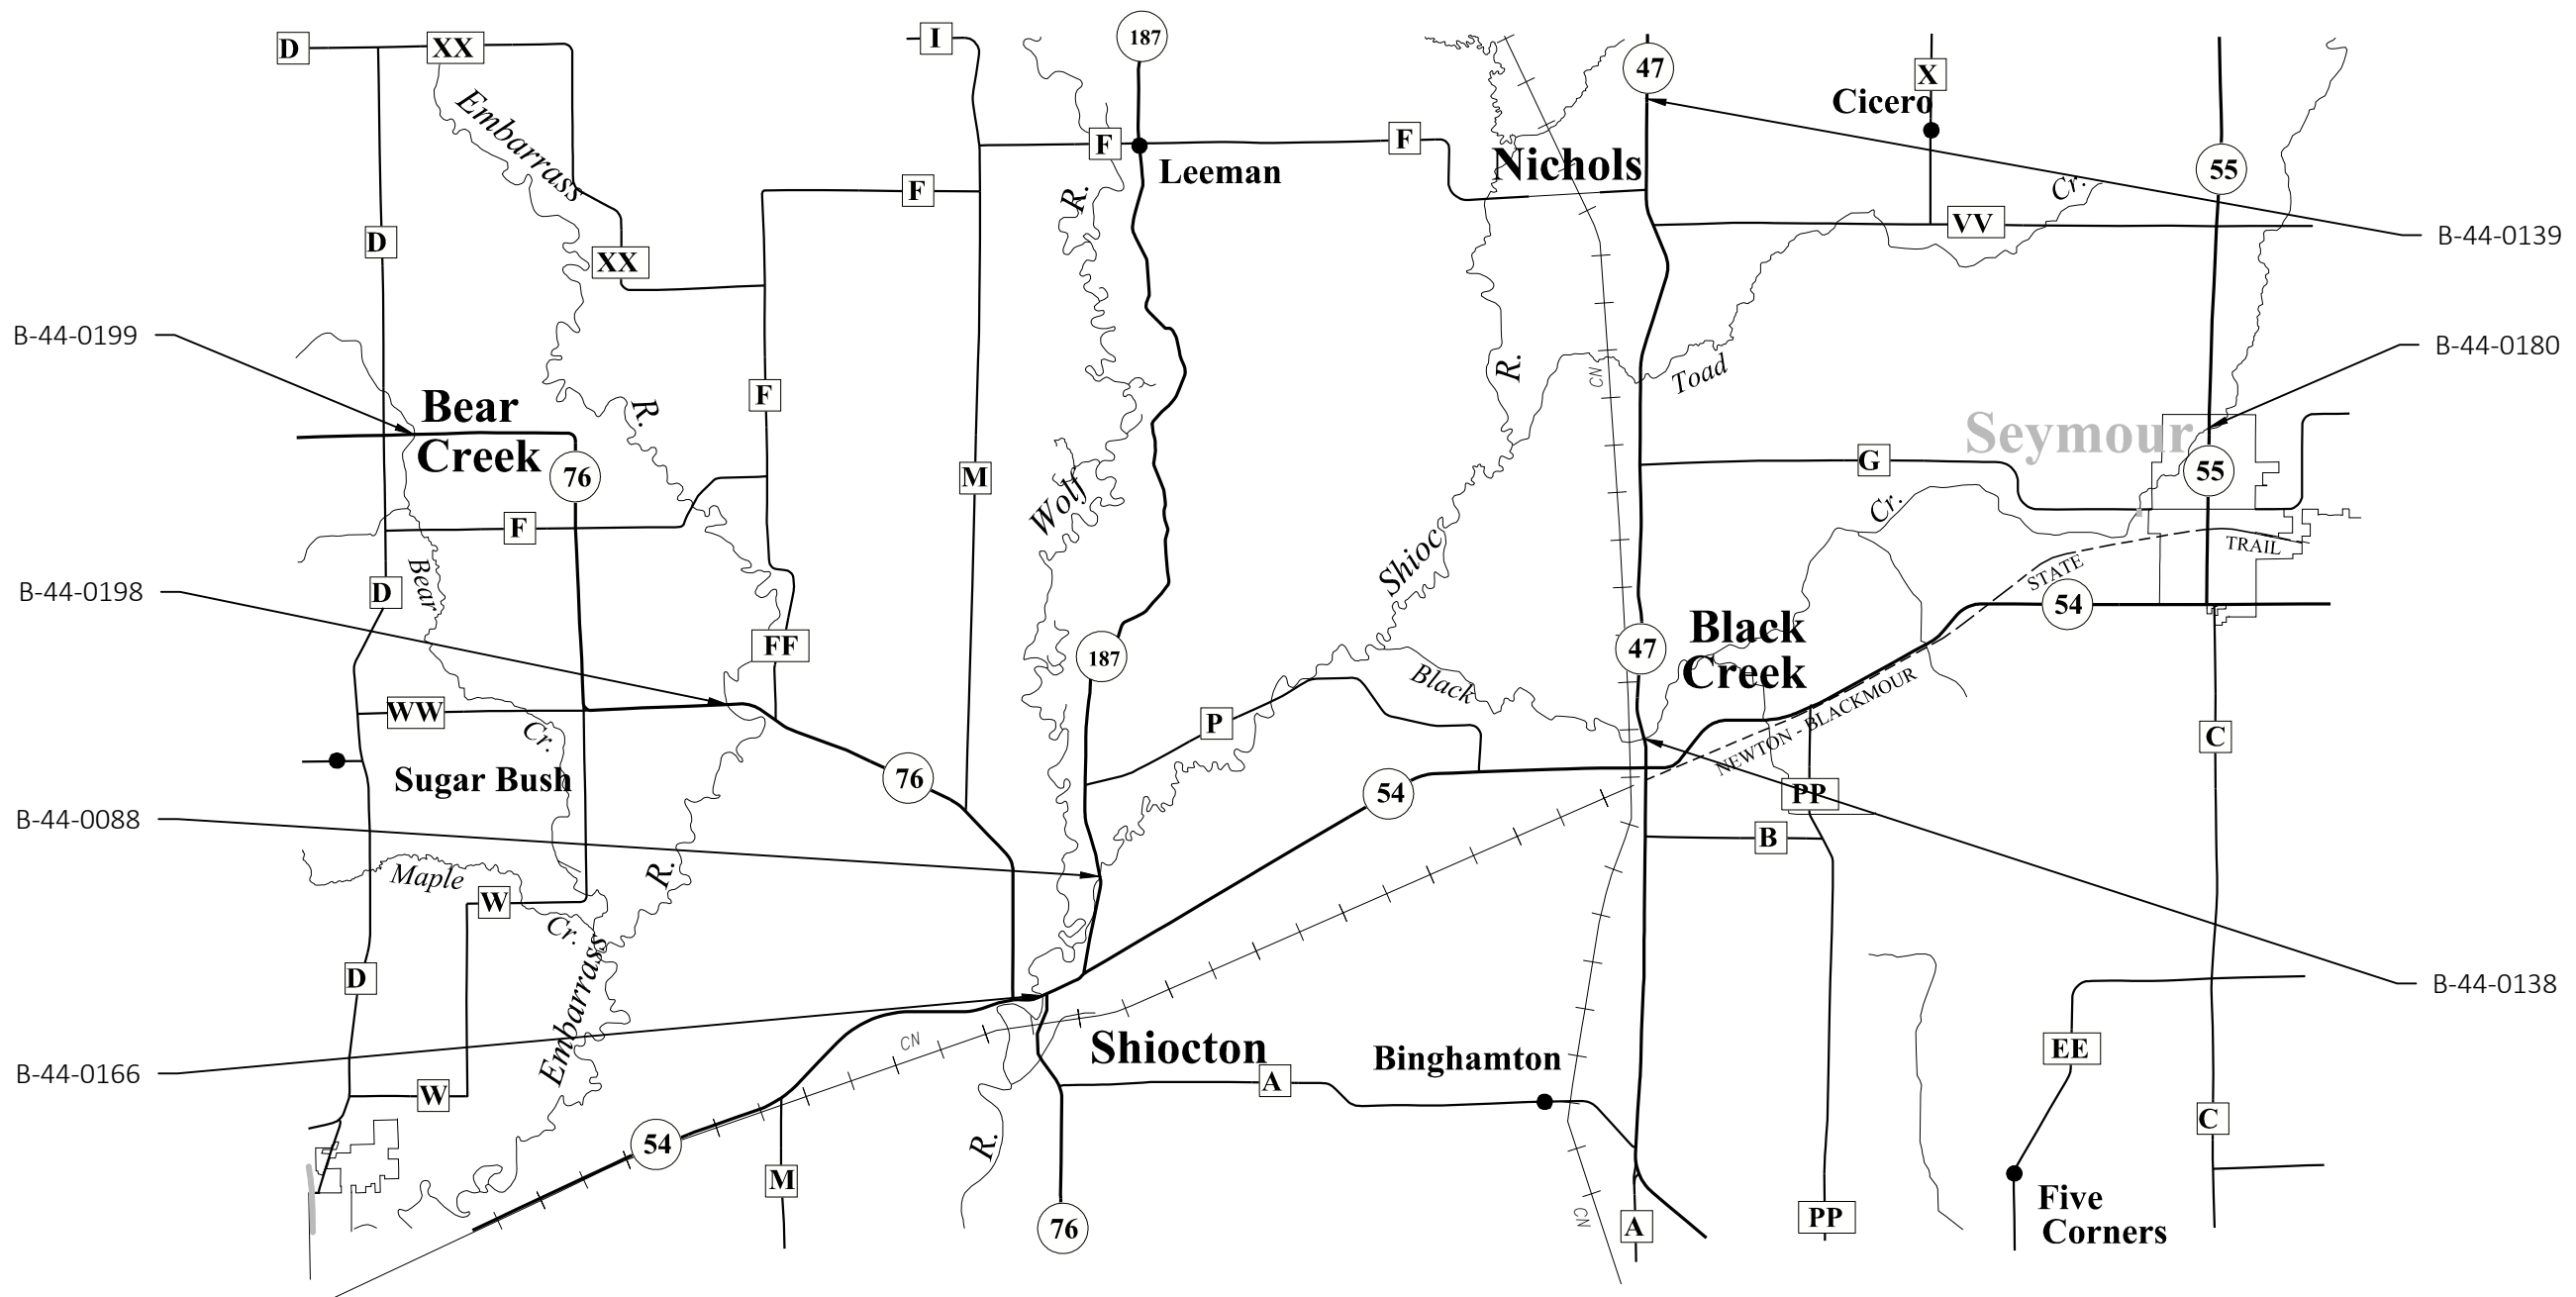 187
I
D
XX
47
X
Cicero
Embarrass
F
F
Leeman
Nichols
55
Cr.
F
R.
VV
B-44-0139
D
XX
B-44-0199
B-44-0180
R.
CN
Toad
F
R.
Bear
Creek
Seymour
76
M
G
55
Wolf
Cr.
F
Shioc
TRAIL
STATE
B-44-0198
D
Bear
54
FF
187
47
Black
Creek
Black
NEWTON - BLACKMOUR
WW
P
Cr.
C
Sugar Bush
76
54
PP
B-44-0088
B
Maple
R.
W
Cr.
D
Embarrass
B-44-0138
CN
Shiocton
Binghamton
EE
B-44-0166
A
W
C
54
R.
M
Five
Corners
76
CN
A
PP